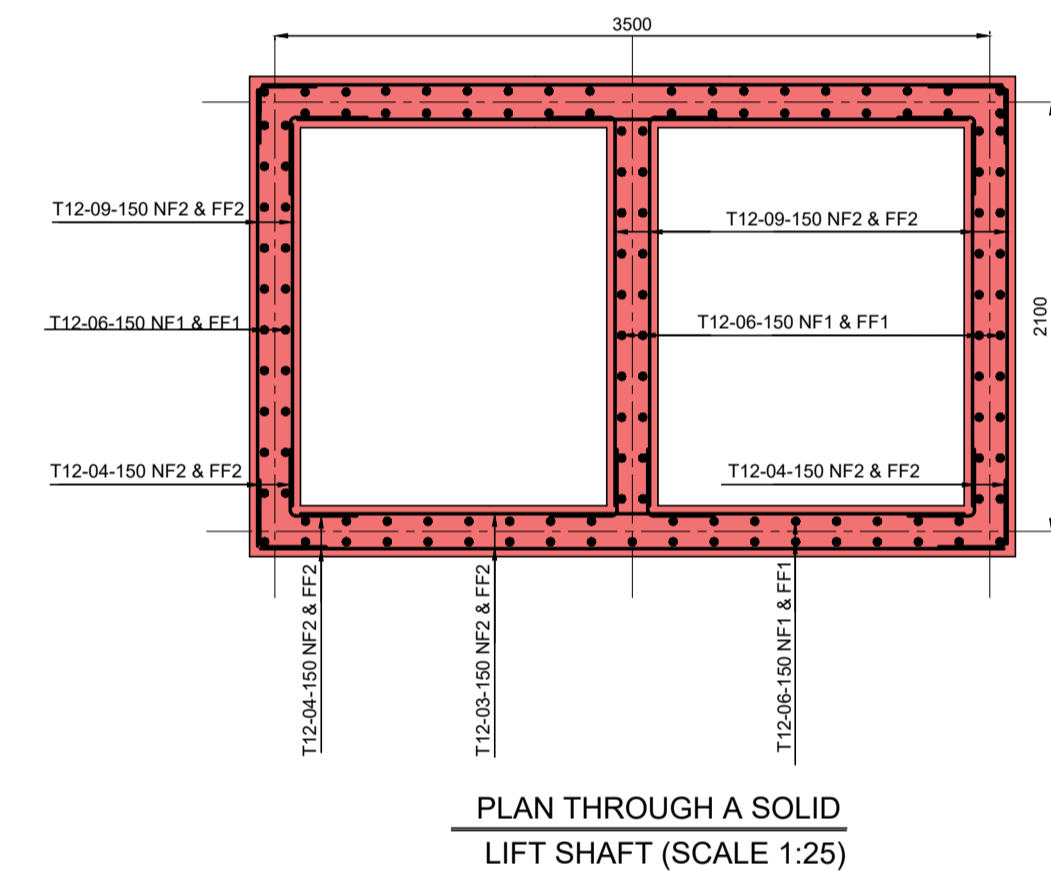 3500
T12-09-150 NF2 & FF2
T12-09-150 NF2 & FF2
2100
T12-06-150 NF1 & FF1
T12-06-150 NF1 & FF1
T12-04-150 NF2 & FF2
T12-04-150 NF2 & FF2
T12-04-150 NF2 & FF2
T12-03-150 NF2 & FF2
T12-06-150 NF1 & FF1
PLAN THROUGH A SOLID
LIFT SHAFT (SCALE 1:25)